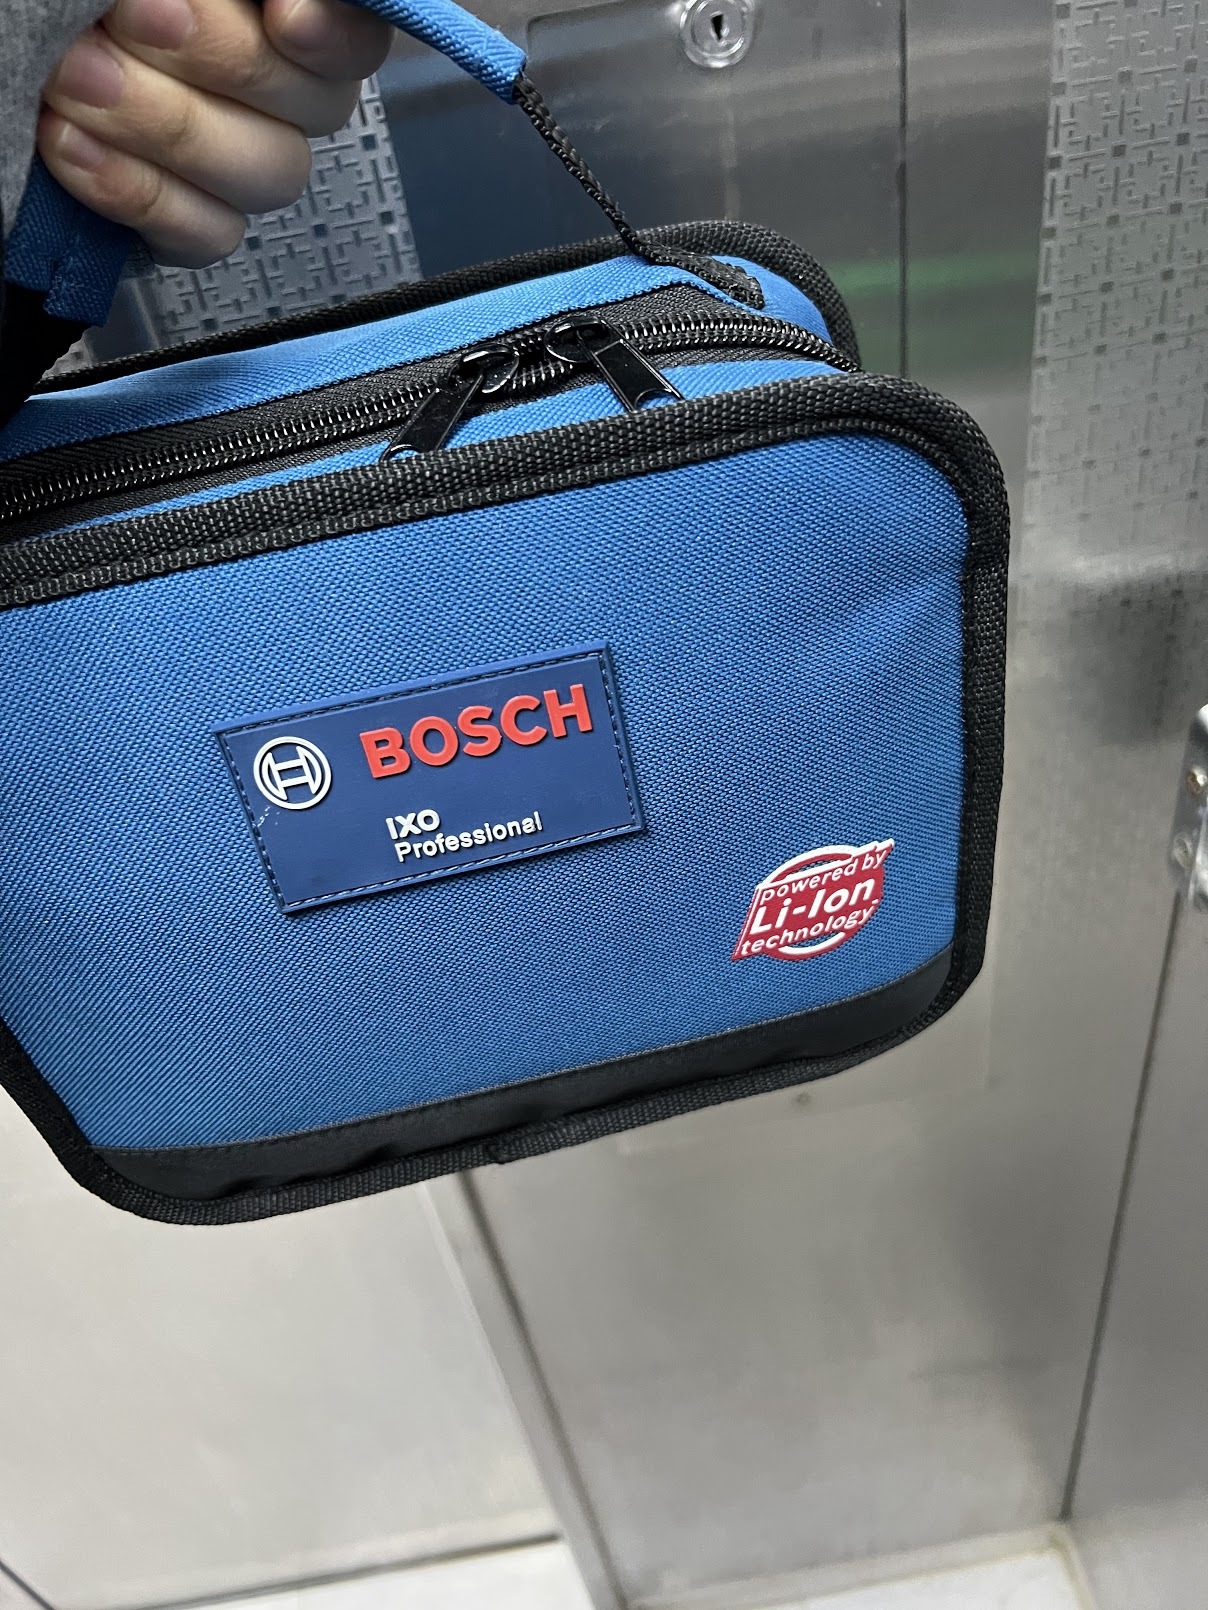 BOSCH
IXO
Professional
powered by
Li-Ion
technology